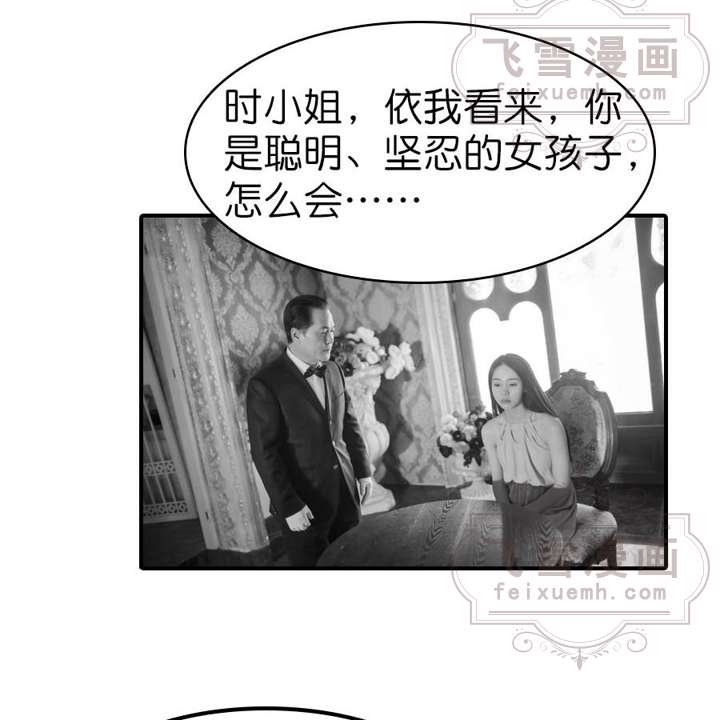 飞雪漫画
feixuemh.com
时小姐，依我看来，你
是聪明、坚忍的女孩子，
怎么会……
飞雪漫画
feixuemh.com